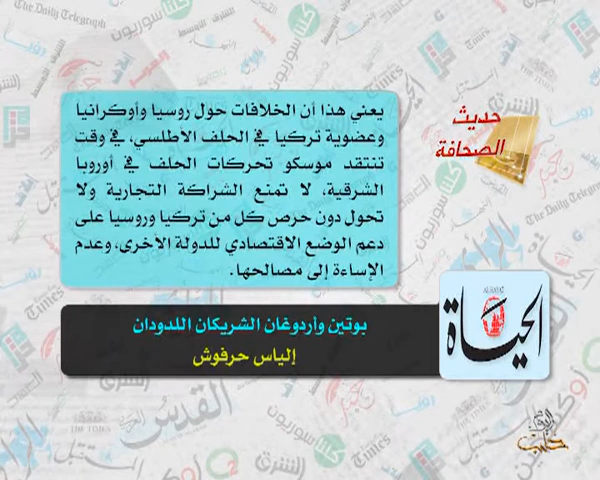 حديث
الصحافة
يعني هذا أن الخلافات حول روسيا وأوكرانيا
وعضوية تركيا في الحلف الاطلسي، في وقت
تنتقد موسكو تحركات الحلف في أوروبا
الشرقية، لا تمنع الشراكة التجارية ولا
تحول دون حرص كل من تركيا وروسيا على
دعم الوضع الاقتصادي للدولة الأخرى، وعدم
الإساءة إلى مصالحها.
الحياة
بوتين وأردوغان الشريكان اللدودان
إلياس حرفوش